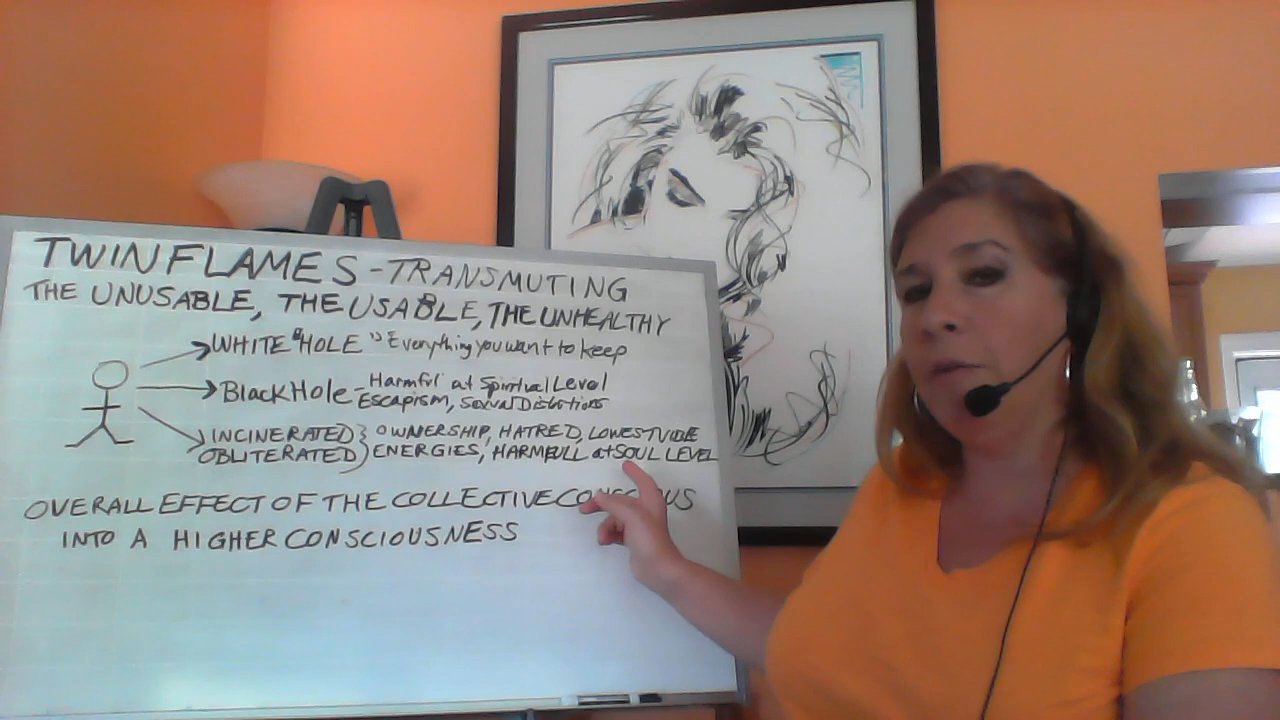 TWIN FLAMES - TRANSMUTING
THE UNUSABLE, THE USABLE, THE UNHEALTHY
WHITE "HOLE" is Everything you want to keep
Black Hole - Harmful at Spiritual Level
Escapism, Sexual Distortions
INCINERATED } OWNERSHIP, HATRED, LOWEST VIBE
OBLITERATED } ENERGIES, HARMFULL at SOUL LEVEL
OVERALL EFFECT OF THE COLLECTIVE CONSCIOUS
INTO A HIGHER CONSCIOUSNESS